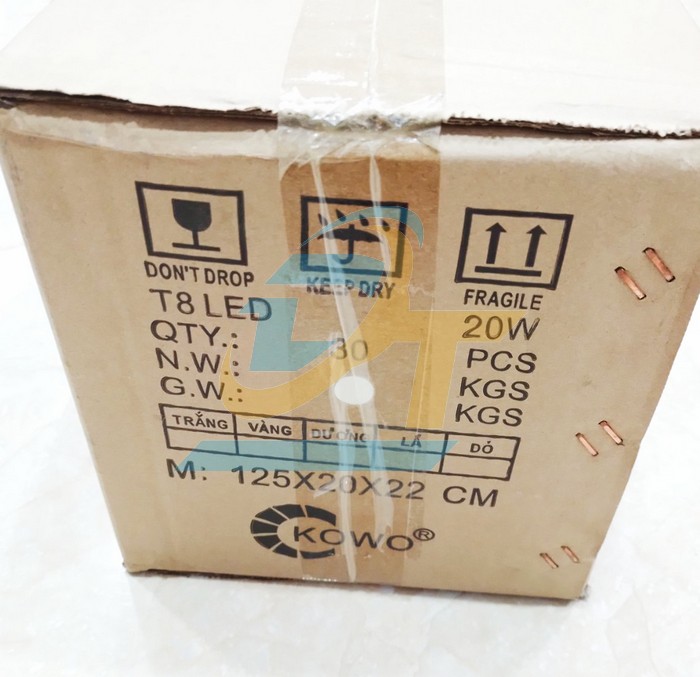 DON'T DROP KEEP DRY FRAGILE
T8 LED 20W
QTY.: 30 PCS
N.W.: KGS
G.W.: KGS
TRẮNG VÀNG DƯƠNG LÁ ĐỎ
M: 125X20X22 CM
KOWO®